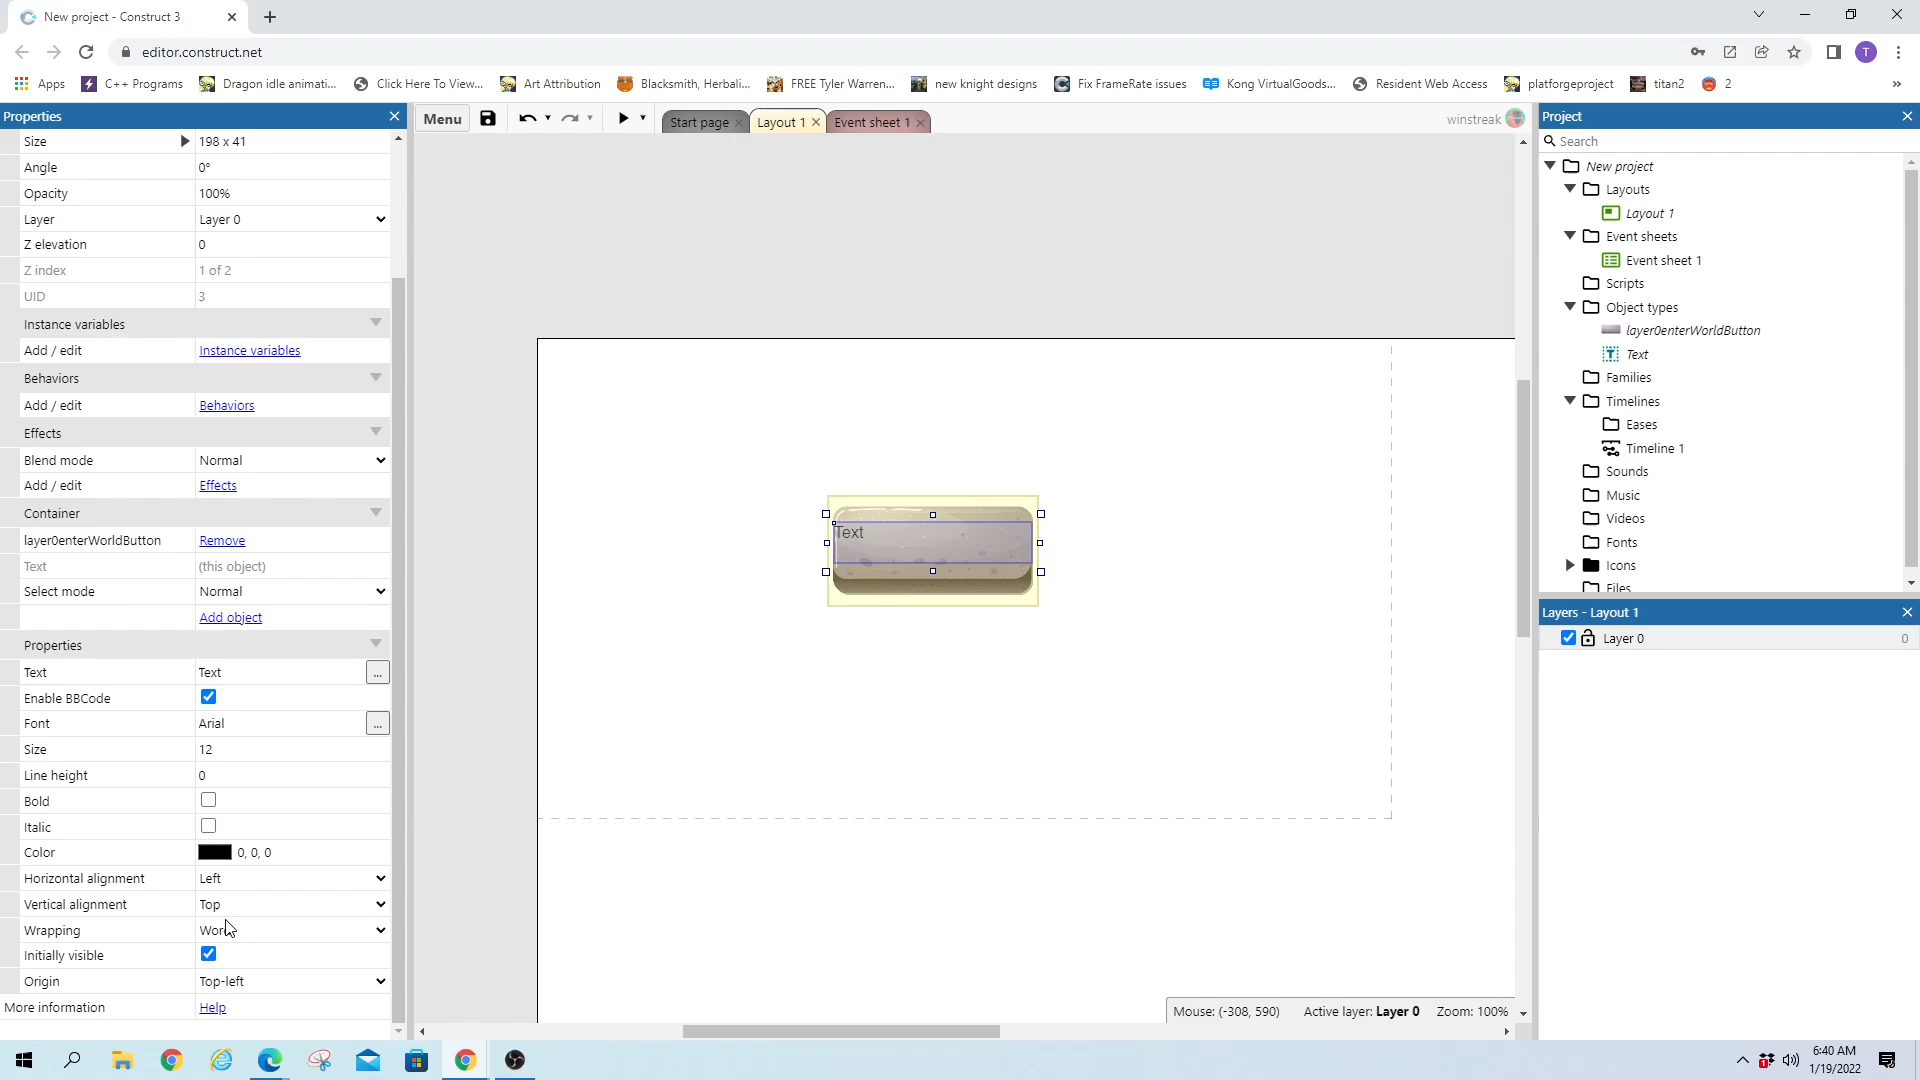 New project - Construct 3
editor.construct.net
T
Apps
C++ Programs
Dragon idle animati...
Click Here To View...
Art Attribution
Blacksmith, Herbali...
FREE Tyler Warren...
new knight designs
Fix FrameRate issues
Kong VirtualGoods...
Resident Web Access
platforgeproject
titan2
2
»
Properties
Size 198 x 41
Angle 0°
Opacity 100%
Layer Layer 0
Z elevation 0
Z index 1 of 2
UID 3
Instance variables
Add / edit Instance variables
Behaviors
Add / edit Behaviors
Effects
Blend mode Normal
Add / edit Effects
Container
layer0enterWorldButton Remove
Text (this object)
Select mode Normal
Add object
Properties
Text Text ...
Enable BBCode
Font Arial ...
Size 12
Line height 0
Bold
Italic
Color 0, 0, 0
Horizontal alignment Left
Vertical alignment Top
Wrapping Word
Initially visible
Origin Top-left
More information Help
Menu
Start page
Layout 1
Event sheet 1
winstreak
Text
Mouse: (-308, 590) Active layer: Layer 0 Zoom: 100%
Project
Search
New project
Layouts
Layout 1
Event sheets
Event sheet 1
Scripts
Object types
layer0enterWorldButton
Text
Families
Timelines
Eases
Timeline 1
Sounds
Music
Videos
Fonts
Icons
Files
Layers - Layout 1
Layer 0 0
6:40 AM
1/19/2022